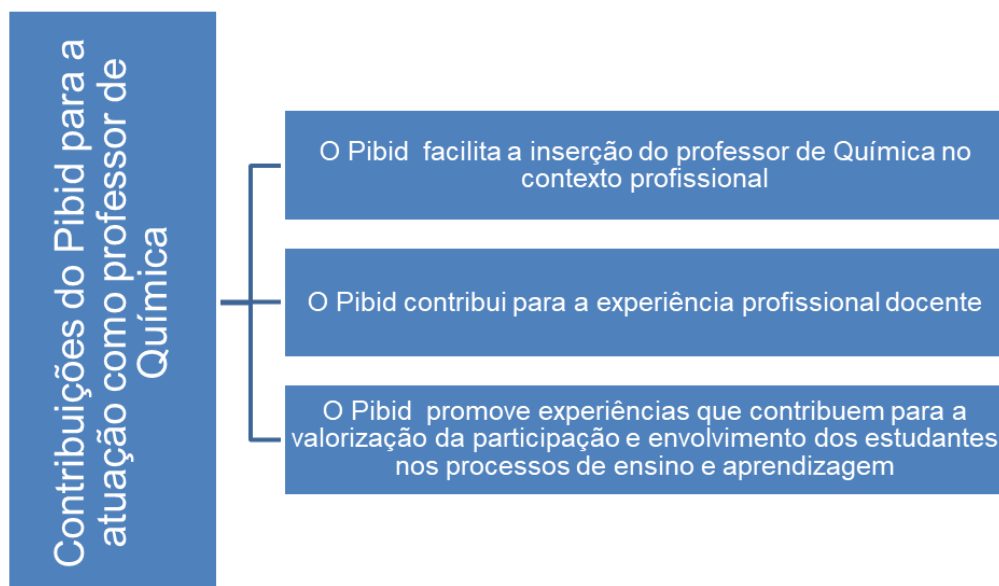 Contribuições do Pibid para a
atuação como professor de
Química
O Pibid facilita a inserção do professor de Química no
contexto profissional
O Pibid contribui para a experiência profissional docente
O Pibid promove experiências que contribuem para a
valorização da participação e envolvimento dos estudantes
nos processos de ensino e aprendizagem